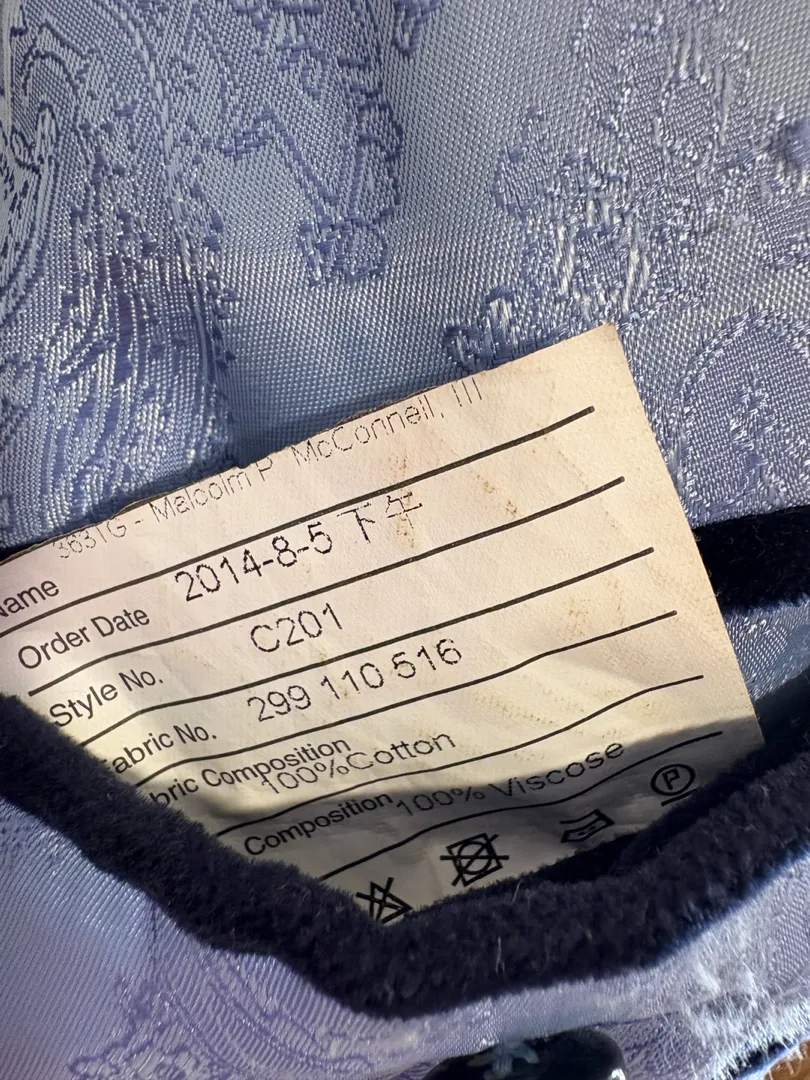 Name 3631G - Malcolm P McConnell, III
Order Date 2014-8-5 下午
Style No. C201
Fabric No. 299 110 516
bric Composition 100%Cotton
Composition 100% Viscose
P